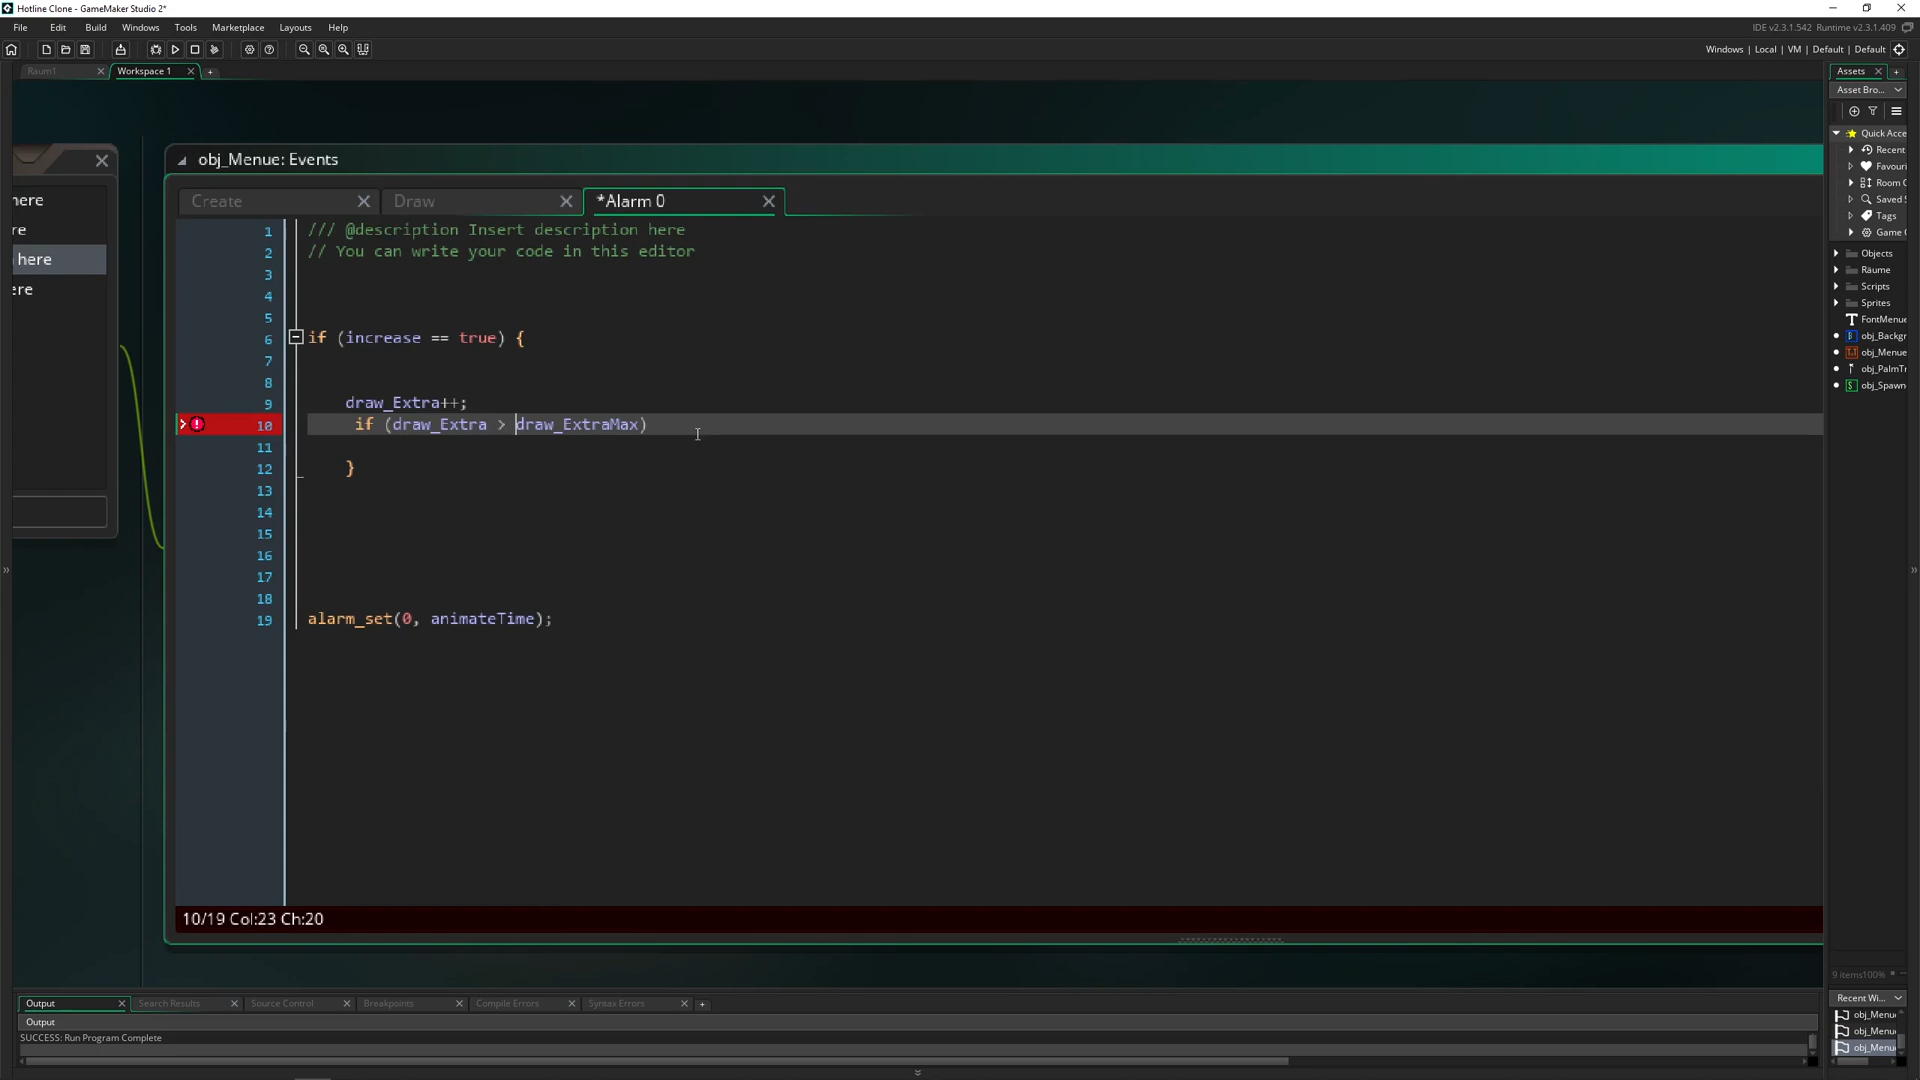 Hotline Clone - GameMaker Studio 2*
File Edit Build Windows Tools Marketplace Layouts Help
IDE v2.3.1.542 Runtime v2.3.1.409
Windows | Local | VM | Default | Default
Raum1
Workspace 1
Assets
Asset Bro...
Quick Acce
Recent
Favouri
Room O
Saved S
Tags
Game O
Objects
Räume
Scripts
Sprites
FontMenue
obj_Backgr
obj_Menue
obj_PalmTr
obj_Spawn
here
re
here
ere
obj_Menue: Events
Create
Draw
*Alarm 0
1 /// @description Insert description here
2 // You can write your code in this editor
3
4
5
6 if (increase == true) {
7
8
9 draw_Extra++;
10 if (draw_Extra > draw_ExtraMax)
11
12 }
13
14
15
16
17
18
19 alarm_set(0, animateTime);
10/19 Col:23 Ch:20
9 items 100%
Recent Wi...
obj_Menu
obj_Menu
obj_Menu
Output
Search Results
Source Control
Breakpoints
Compile Errors
Syntax Errors
Output
SUCCESS: Run Program Complete